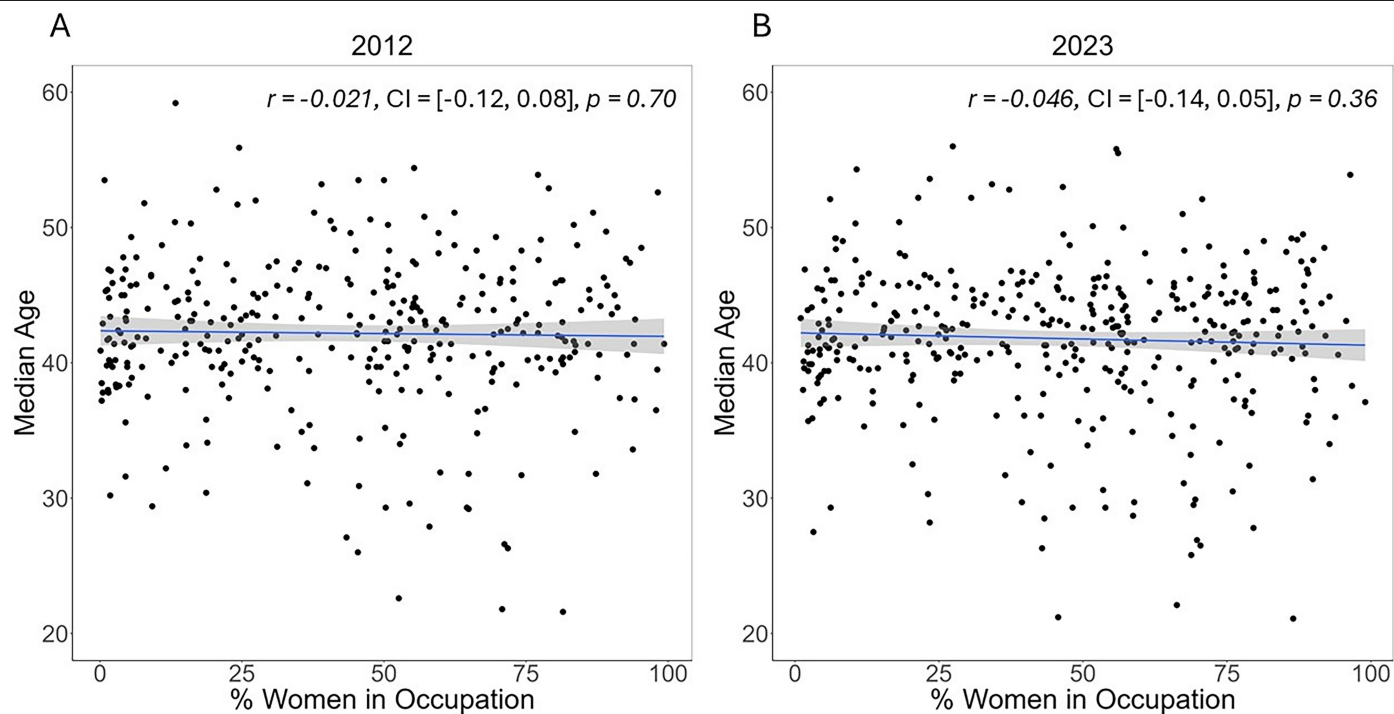 A
B
2012
2023
r = -0.021, CI = [-0.12, 0.08], p = 0.70
r = -0.046, CI = [-0.14, 0.05], p = 0.36
Median Age
60
50
40
30
20
0 25 50 75 100
% Women in Occupation
Median Age
60
50
40
30
20
0 25 50 75 100
% Women in Occupation